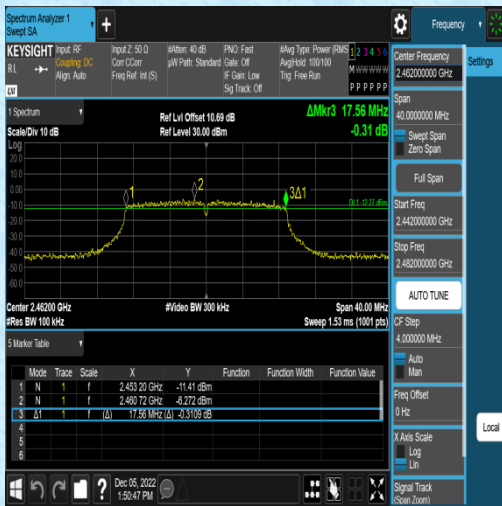 Spectrum Analyzer 1
Swept SA
+
Frequency
KEYSIGHT
RL
Input: RF
Coupling: DC
Align: Auto
Input Z: 50 Ω
Corr CCorr
Freq Ref: Int (S)
#Atten: 40 dB
µW Path: Standard
PNO: Fast
Gate: Off
IF Gain: Low
Sig Track: Off
#Avg Type: Power (RMS
Avg|Hold: 100/100
Trig: Free Run
1 2 3 4 5 6
M W W W W W
P P P P P P
Settings
1 Spectrum
Scale/Div 10 dB
Ref Lvl Offset 10.69 dB
Ref Level 30.00 dBm
ΔMkr3 17.56 MHz
-0.31 dB
Log
20.0
10.0
0.00
-10.0
-20.0
-30.0
-40.0
-50.0
-60.0
1
2
3Δ1
DL1 -12.27 dBm
Center 2.46200 GHz
#Res BW 100 kHz
#Video BW 300 kHz
Span 40.00 MHz
Sweep 1.53 ms (1001 pts)
5 Marker Table
Mode Trace Scale X Y Function Function Width Function Value
1 N 1 f 2.453 20 GHz -11.41 dBm
2 N 1 f 2.460 72 GHz -6.272 dBm
3 Δ1 1 f (Δ) 17.56 MHz (Δ) -0.3109 dB
4
5
6
Dec 05, 2022
1:50:47 PM
?
Center Frequency
2.462000000 GHz
Span
40.0000000 MHz
Swept Span
Zero Span
Full Span
Start Freq
2.442000000 GHz
Stop Freq
2.482000000 GHz
AUTO TUNE
CF Step
4.000000 MHz
Auto
Man
Freq Offset
0 Hz
X Axis Scale
Log
Lin
Signal Track
(Span Zoom)
Local